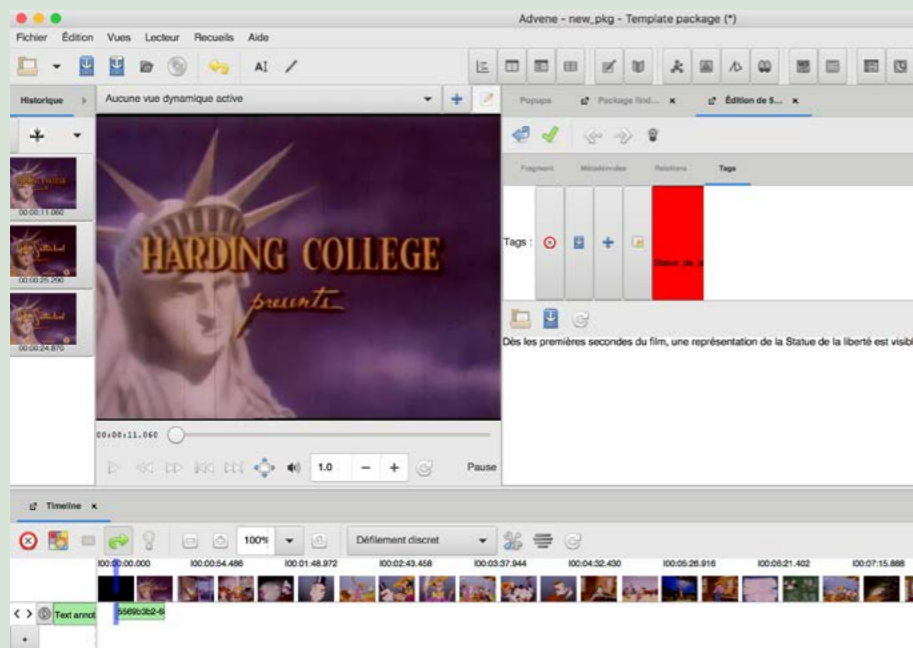 Advene - new_pkg - Template package (*)
Fichier Édition Vues Lecteur Recueils Aide
Historique
Aucune vue dynamique active
Popups Package find... Édition de 5...
Fragment Métadonnées Relations Tags
00:00:11.060
00:00:25.290
00:00:24.870
HARDING COLLEGE
presents
Tags :
Statue_de_la
Dès les premières secondes du film, une représentation de la Statue de la liberté est visibl
00:00:11.060
1.0 Pause
Timeline
100% Défilement discret
00:00:00.000 00:00:54.486 00:01:48.972 00:02:43.458 00:03:37.944 00:04:32.430 00:05:26.916 00:06:21.402 00:07:15.888
Text annot 5569b3b2-6